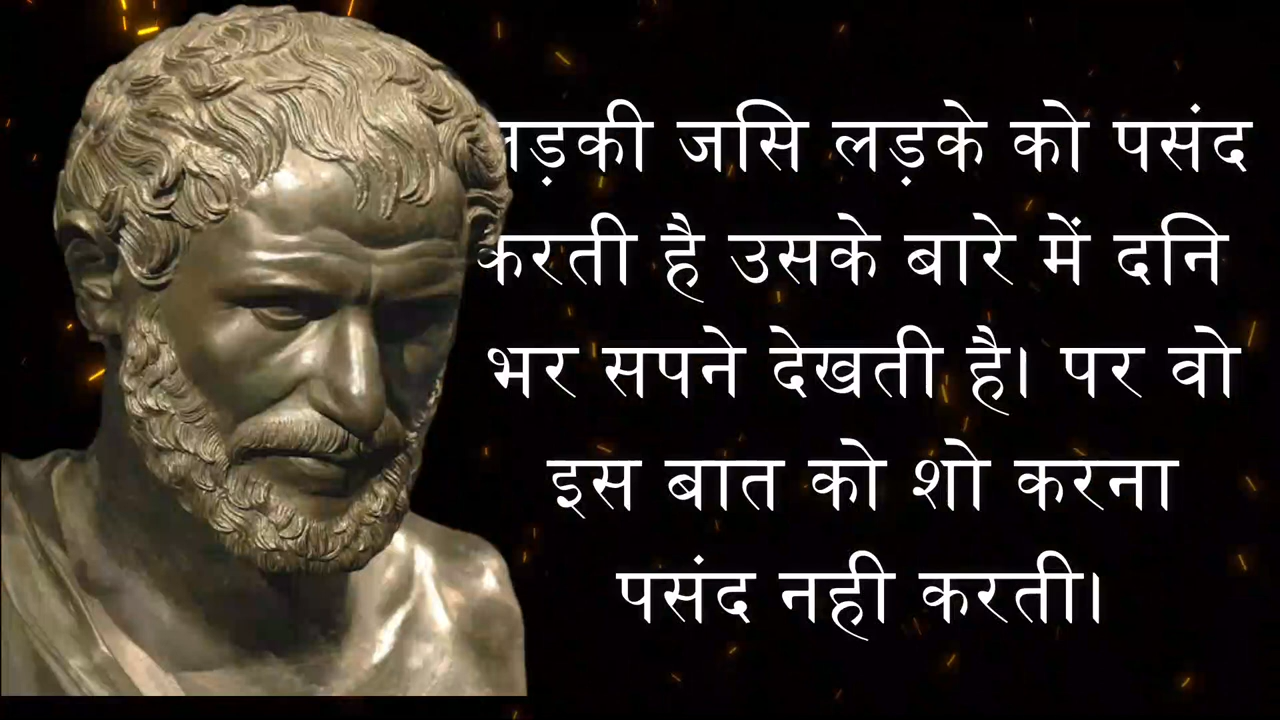 लड़की जसि लड़के को पसंद
करती है उसके बारे में दनि
भर सपने देखती है। पर वो
इस बात को शो करना
पसंद नही करती।